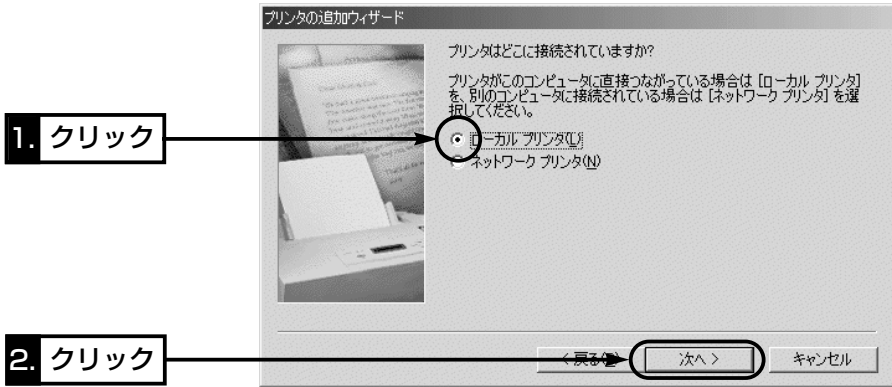 プリンタの追加ウィザード
プリンタはどこに接続されていますか?
プリンタがこのコンピュータに直接つながっている場合は [ローカル プリンタ]
を、別のコンピュータに接続されている場合は [ネットワーク プリンタ] を選
択してください。
1. クリック
ローカル プリンタ(L)
ネットワーク プリンタ(N)
2. クリック
< 戻る(B)
次へ >
キャンセル